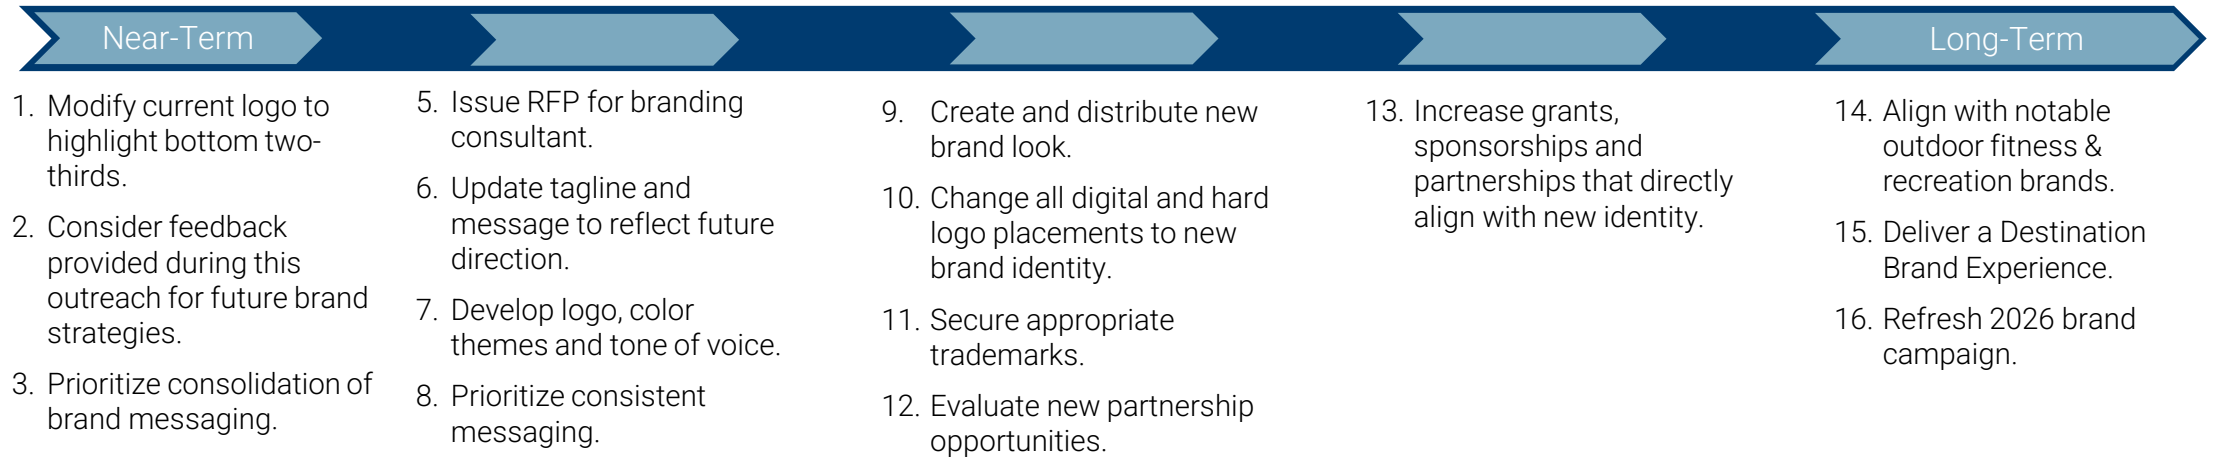 Near-Term
Long-Term
1. Modify current logo to
highlight bottom two-
thirds.
2. Consider feedback
provided during this
outreach for future brand
strategies.
3. Prioritize consolidation of
brand messaging.
5. Issue RFP for branding
consultant.
6. Update tagline and
message to reflect future
direction.
7. Develop logo, color
themes and tone of voice.
8. Prioritize consistent
messaging.
9. Create and distribute new
brand look.
10. Change all digital and hard
logo placements to new
brand identity.
11. Secure appropriate
trademarks.
12. Evaluate new partnership
opportunities.
13. Increase grants,
sponsorships and
partnerships that directly
align with new identity.
14. Align with notable
outdoor fitness &
recreation brands.
15. Deliver a Destination
Brand Experience.
16. Refresh 2026 brand
campaign.